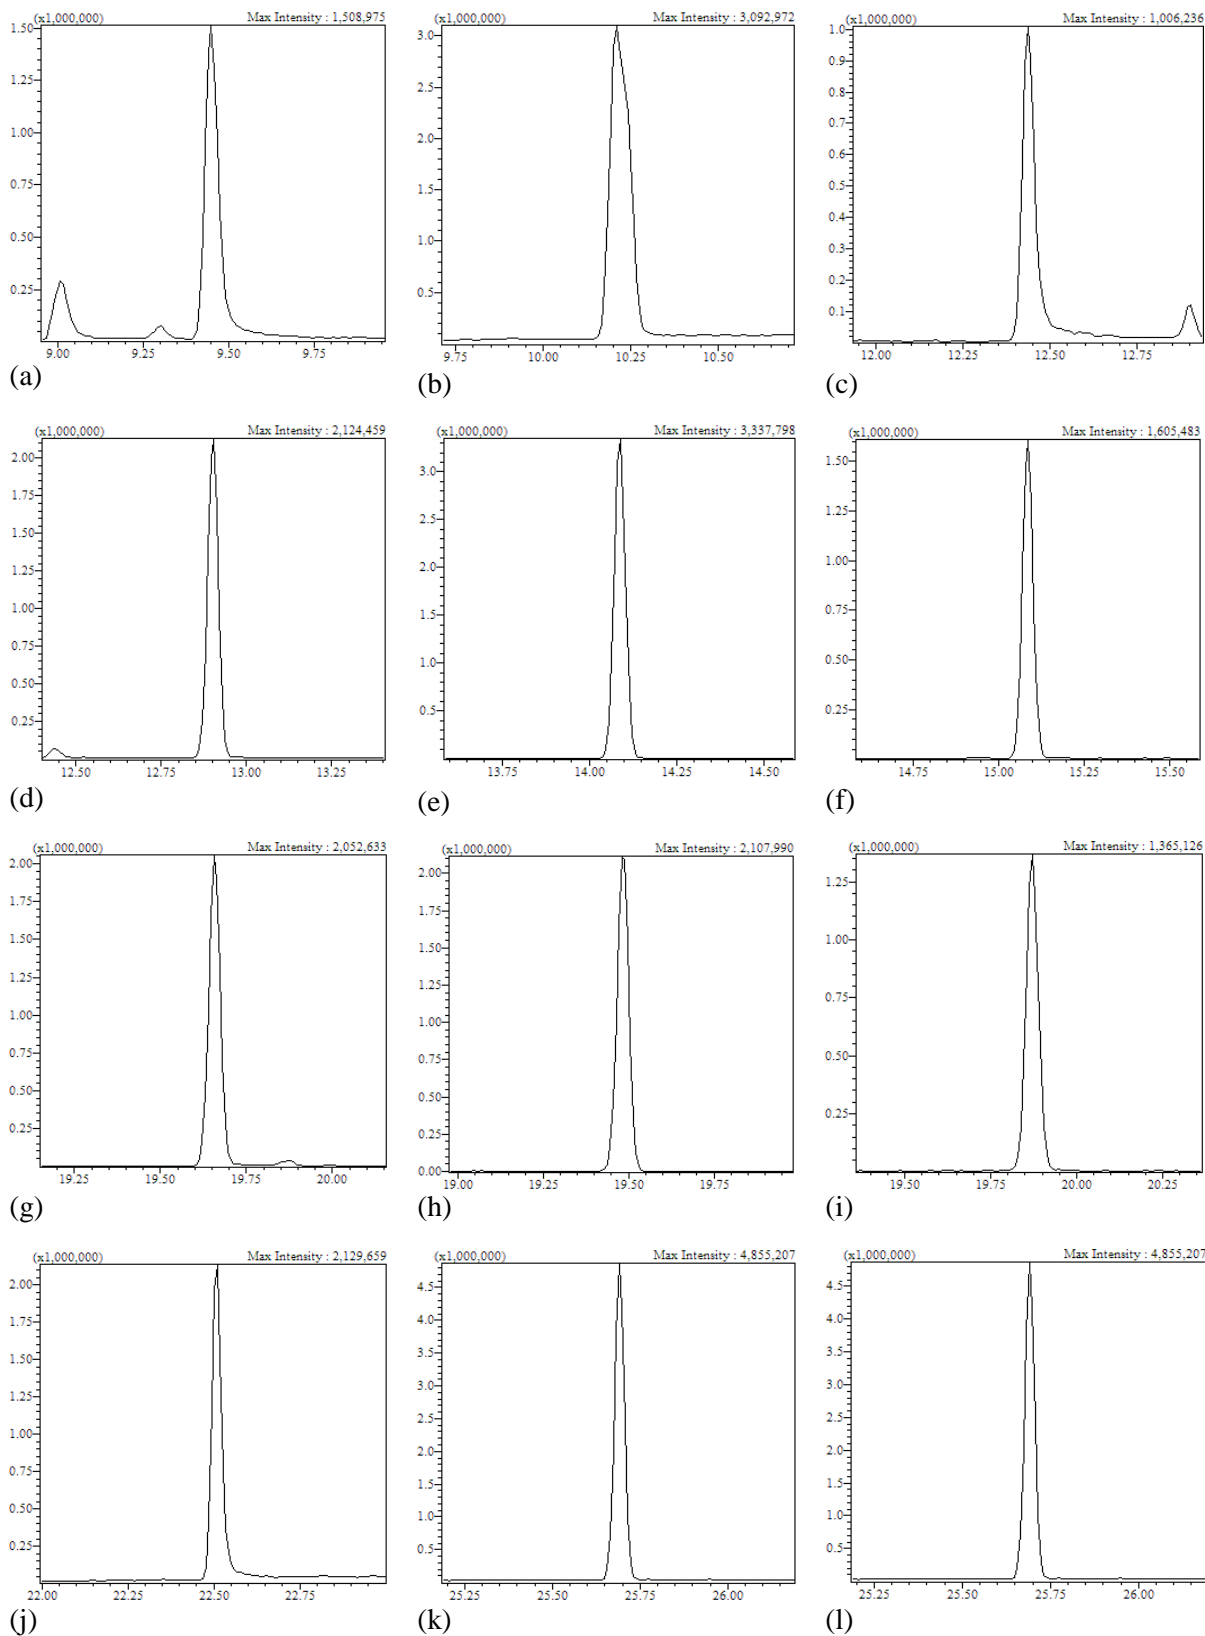 (x1,000,000) Max Intensity : 1,508,975
1.50
1.25
1.00
0.75
0.50
0.25
9.00 9.25 9.50 9.75
(a)
(x1,000,000) Max Intensity : 3,092,972
3.0
2.5
2.0
1.5
1.0
0.5
9.75 10.00 10.25 10.50
(b)
(x1,000,000) Max Intensity : 1,006,236
1.0
0.9
0.8
0.7
0.6
0.5
0.4
0.3
0.2
0.1
12.00 12.25 12.50 12.75
(c)
(x1,000,000) Max Intensity : 2,124,459
2.00
1.75
1.50
1.25
1.00
0.75
0.50
0.25
12.50 12.75 13.00 13.25
(d)
(x1,000,000) Max Intensity : 3,337,798
3.0
2.5
2.0
1.5
1.0
0.5
13.75 14.00 14.25 14.50
(e)
(x1,000,000) Max Intensity : 1,605,483
1.50
1.25
1.00
0.75
0.50
0.25
14.75 15.00 15.25 15.50
(f)
(x1,000,000) Max Intensity : 2,052,633
2.00
1.75
1.50
1.25
1.00
0.75
0.50
0.25
19.25 19.50 19.75 20.00
(g)
(x1,000,000) Max Intensity : 2,107,990
2.00
1.75
1.50
1.25
1.00
0.75
0.50
0.25
0.00
19.00 19.25 19.50 19.75
(h)
(x1,000,000) Max Intensity : 1,365,126
1.25
1.00
0.75
0.50
0.25
19.50 19.75 20.00 20.25
(i)
(x1,000,000) Max Intensity : 2,129,659
2.00
1.75
1.50
1.25
1.00
0.75
0.50
0.25
22.00 22.25 22.50 22.75
(j)
(x1,000,000) Max Intensity : 4,855,207
4.5
4.0
3.5
3.0
2.5
2.0
1.5
1.0
0.5
25.25 25.50 25.75 26.00
(k)
(x1,000,000) Max Intensity : 4,855,207
4.5
4.0
3.5
3.0
2.5
2.0
1.5
1.0
0.5
25.25 25.50 25.75 26.00
(l)